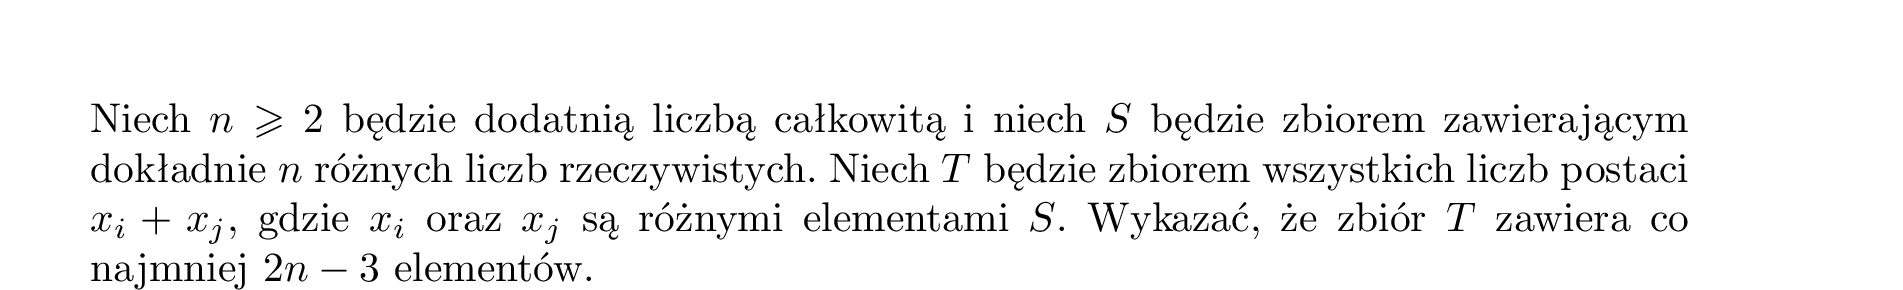 Niech n ⩾ 2 będzie dodatnią liczbą całkowitą i niech S będzie zbiorem zawierającym
dokładnie n różnych liczb rzeczywistych. Niech T będzie zbiorem wszystkich liczb postaci
x_i + x_j, gdzie x_i oraz x_j są różnymi elementami S. Wykazać, że zbiór T zawiera co
najmniej 2n − 3 elementów.